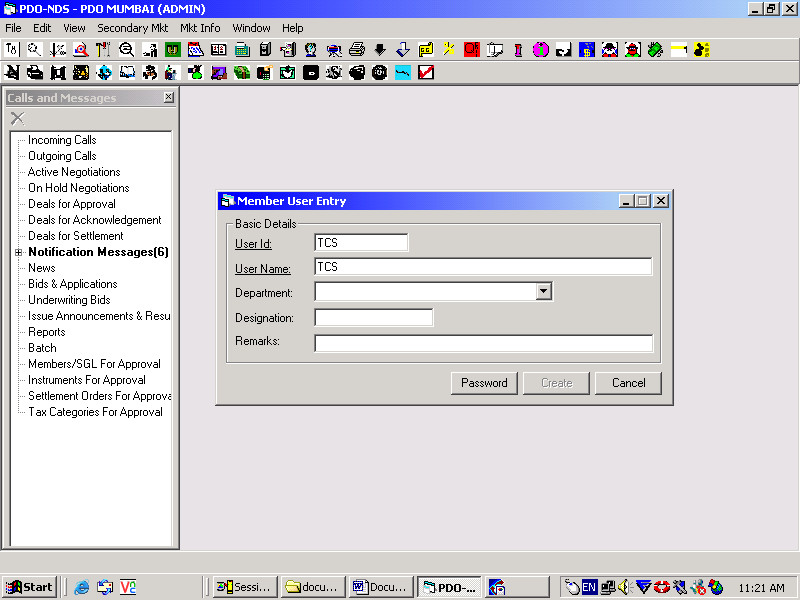 PDO-NDS - PDO MUMBAI (ADMIN)
File Edit View Secondary Mkt Mkt Info Window Help
Calls and Messages
Incoming Calls
Outgoing Calls
Active Negotiations
On Hold Negotiations
Deals for Approval
Deals for Acknowledgement
Deals for Settlement
Notification Messages(6)
News
Bids & Applications
Underwriting Bids
Issue Announcements & Resu
Reports
Batch
Members/SGL For Approval
Instruments For Approval
Settlement Orders For Approva
Tax Categories For Approval
Member User Entry
Basic Details
User Id: TCS
User Name: TCS
Department:
Designation:
Remarks:
Password Create Cancel
Start Sessi... docu... Docu... PDO-... EN 11:21 AM